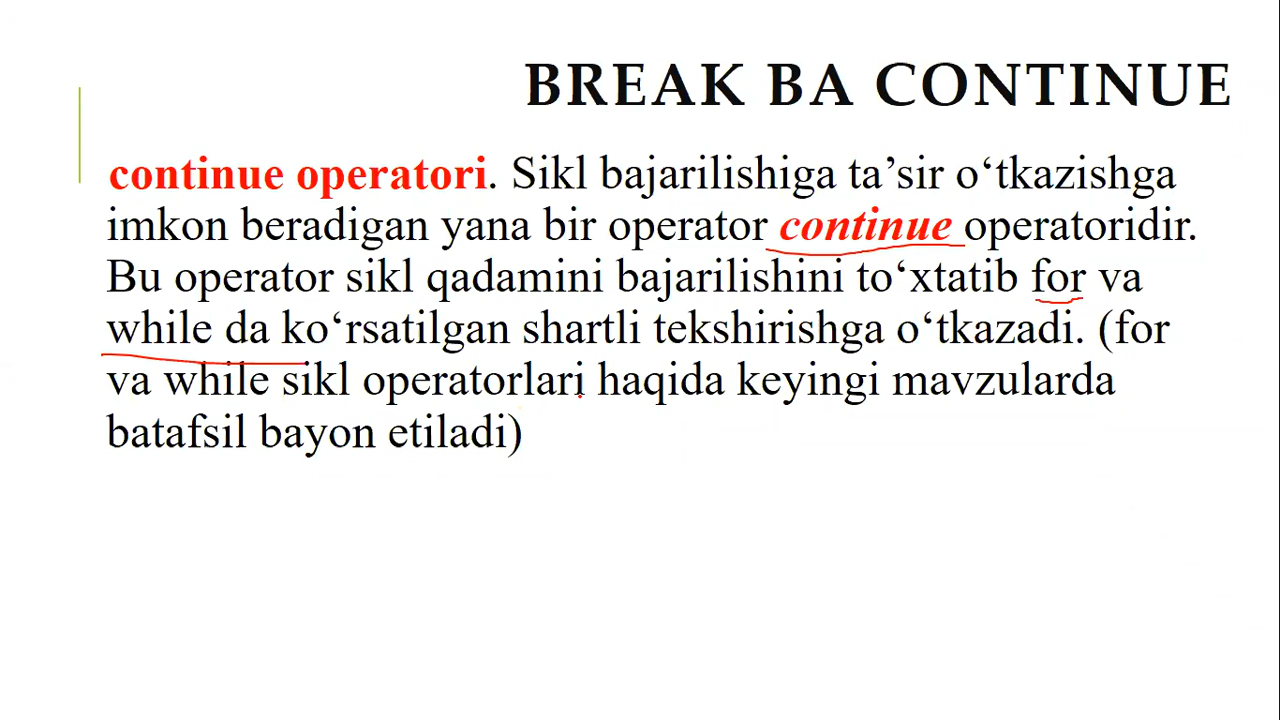 BREAK BA CONTINUE
continue operatori. Sikl bajarilishiga ta’sir o‘tkazishga
imkon beradigan yana bir operator continue operatoridir.
Bu operator sikl qadamini bajarilishini to‘xtatib for va
while da ko‘rsatilgan shartli tekshirishga o‘tkazadi. (for
va while sikl operatorlari haqida keyingi mavzularda
batafsil bayon etiladi)